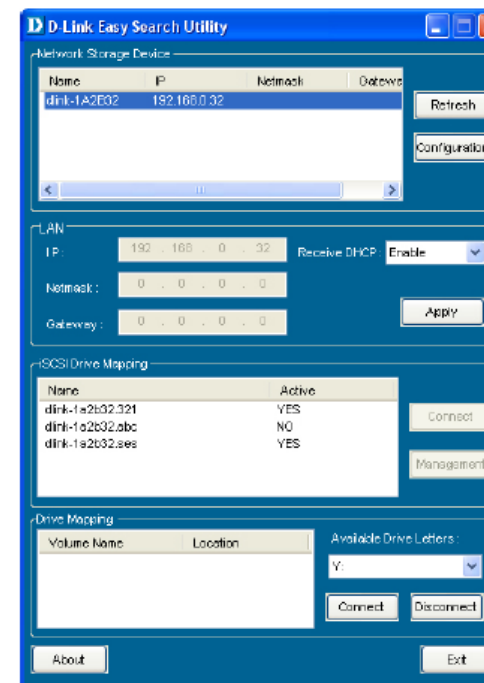 D D-Link Easy Search Utility
Network Storage Device
Name IP Netmask Gatewa
dlink-1A2B32 192.168.0.32
Refresh
Configuration
LAN
IP: 192 . 168 . 0 . 32 Receive DHCP: Enable
Netmask: 0 . 0 . 0 . 0
Gateway: 0 . 0 . 0 . 0
Apply
iSCSI Drive Mapping
Name Active
dlink-1a2b32.321 YES
dlink-1a2b32.abc NO
dlink-1a2b32.ses YES
Connect
Management
Drive Mapping
Volume Name Location
Available Drive Letters:
Y:
Connect Disconnect
About Exit